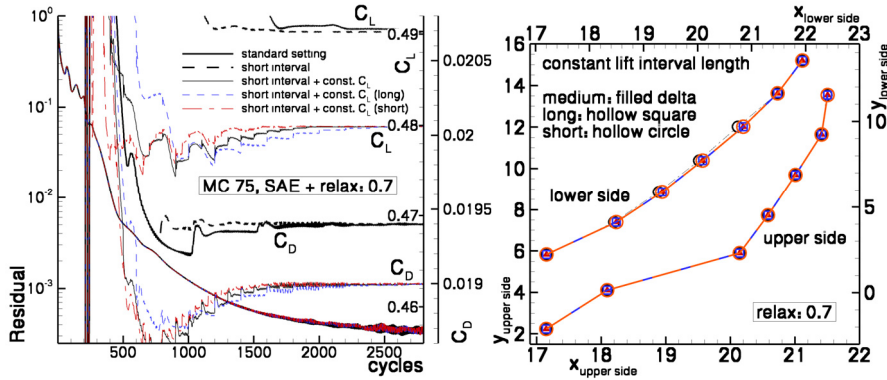 C_L
10^0
10^-1
10^-2
10^-3
Residual
500
1000
1500
2000
2500
cycles
standard setting
short interval
short interval + const. C_L
short interval + const. C_L (long)
short interval + const. C_L (short)
MC 75, SAE + relax: 0.7
C_L
C_D
C_D
0.49
0.48
0.47
0.46
C_L
0.0205
0.02
0.0195
0.019
C_D
x_lower side
17
18
19
20
21
22
23
16
14
12
10
8
6
4
2
y_upper side
constant lift interval length
medium: filled delta
long: hollow square
short: hollow circle
lower side
upper side
relax: 0.7
y_lower side
10
5
0
17
18
19
20
21
22
x_upper side